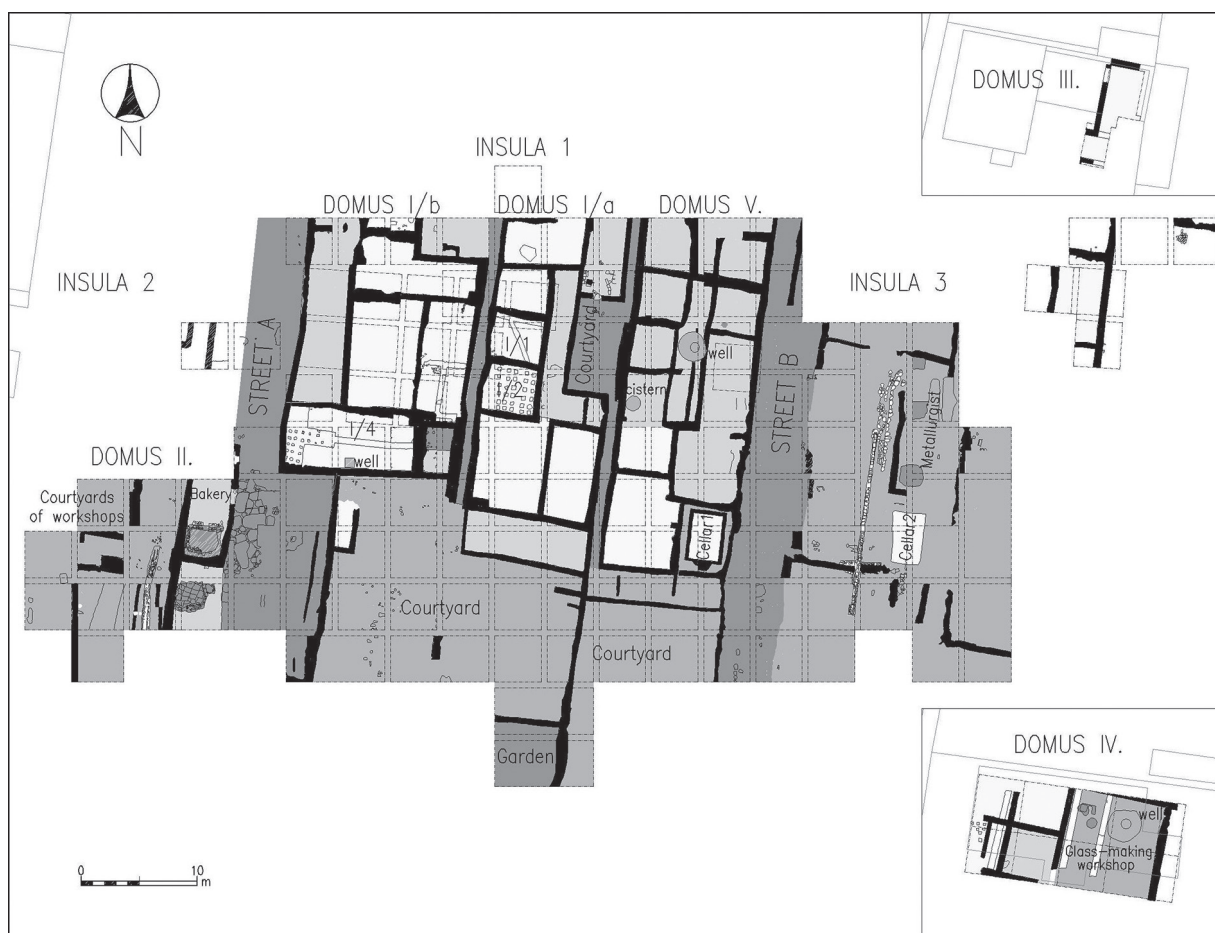 N
DOMUS III.
INSULA 1
DOMUS I/b
DOMUS I/a
DOMUS V.
INSULA 2
INSULA 3
STREET A
I/1
Courtyard
well
I/2
cistern
STREET B
Metallurgist
I/4
well
DOMUS II.
Courtyards
of workshops
Bakery
Cellar1
Cellar2
Courtyard
Courtyard
Garden
DOMUS IV.
well
Glass-making
workshop
0 10
m